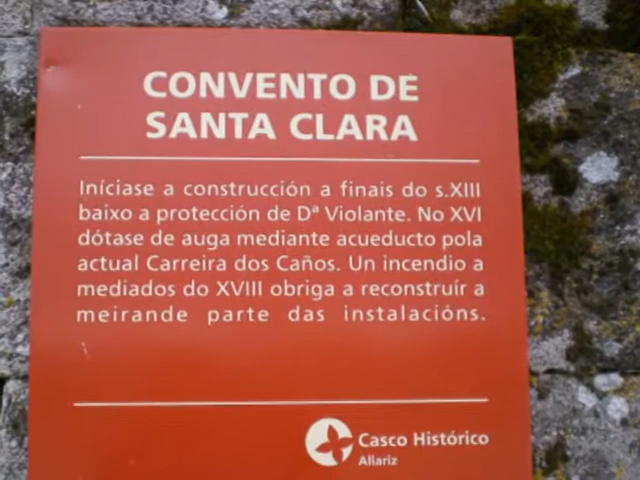 CONVENTO DE
SANTA CLARA
Iníciase a construcción a finais do s.XIII
baixo a protección de Dª Violante. No XVI
dótase de auga mediante acueducto pola
actual Carreira dos Caños. Un incendio a
mediados do XVIII obriga a reconstruír a
meirande parte das instalacións.
Casco Histórico
Allariz